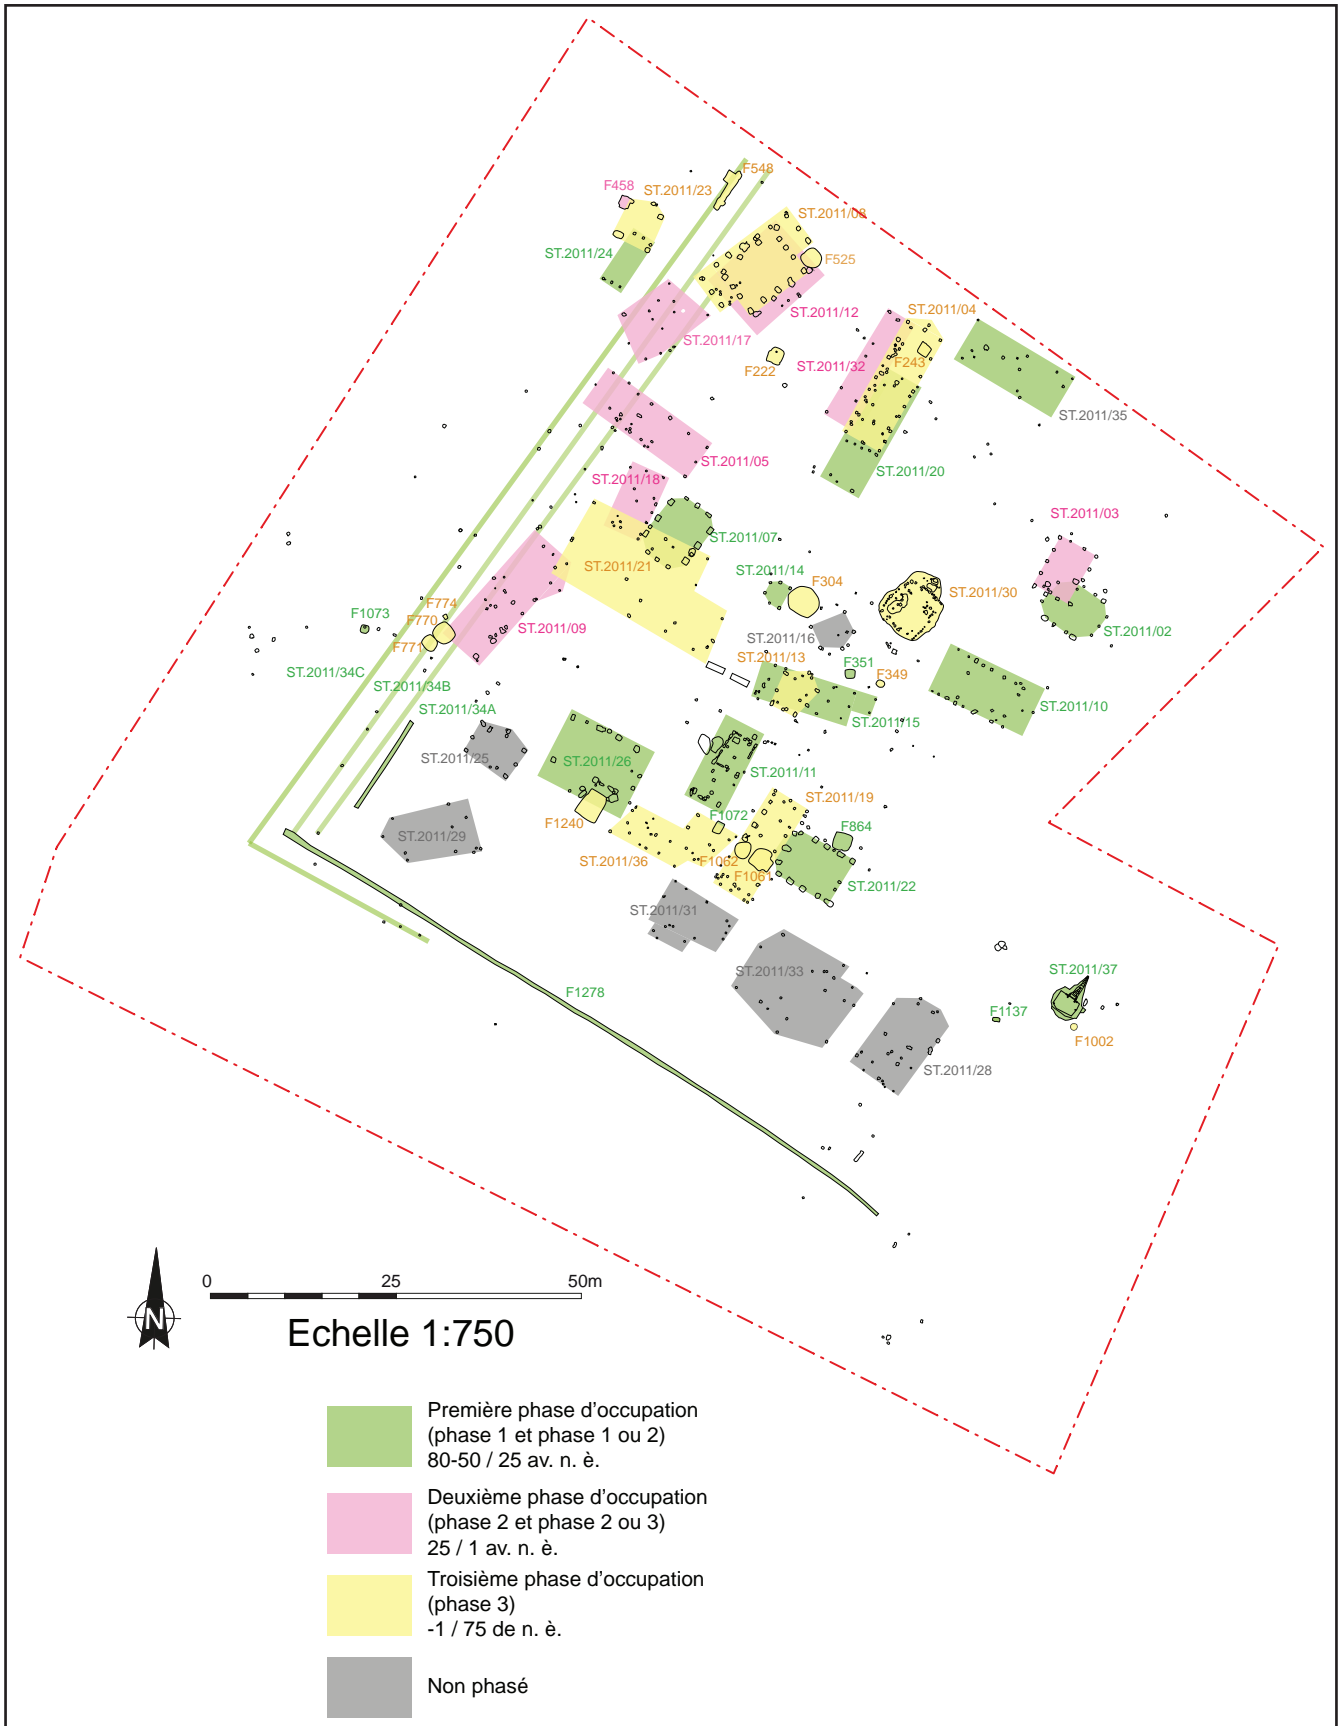 F548
F458
ST.2011/23
ST.2011/08
ST.2011/24
F525
ST.2011/12
ST.2011/04
ST.2011/17
F222
ST.2011/32
F243
ST.2011/35
ST.2011/05
ST.2011/20
ST.2011/18
ST.2011/03
ST.2011/07
ST.2011/21
ST.2011/14
F304
ST.2011/30
F774
F1073
F770
F771
ST.2011/09
ST.2011/16
ST.2011/02
ST.2011/34C
ST.2011/13
F351
F349
ST.2011/34B
ST.2011/34A
ST.2011/15
ST.2011/10
ST.2011/25
ST.2011/26
ST.2011/11
ST.2011/19
F1240
F1072
F864
ST.2011/29
ST.2011/36
F1062
F1061
ST.2011/22
ST.2011/31
ST.2011/33
ST.2011/37
F1278
F1137
F1002
ST.2011/28
0 25 50m
N
Echelle 1:750
Première phase d'occupation
(phase 1 et phase 1 ou 2)
80-50 / 25 av. n. è.
Deuxième phase d'occupation
(phase 2 et phase 2 ou 3)
25 / 1 av. n. è.
Troisième phase d'occupation
(phase 3)
-1 / 75 de n. è.
Non phasé